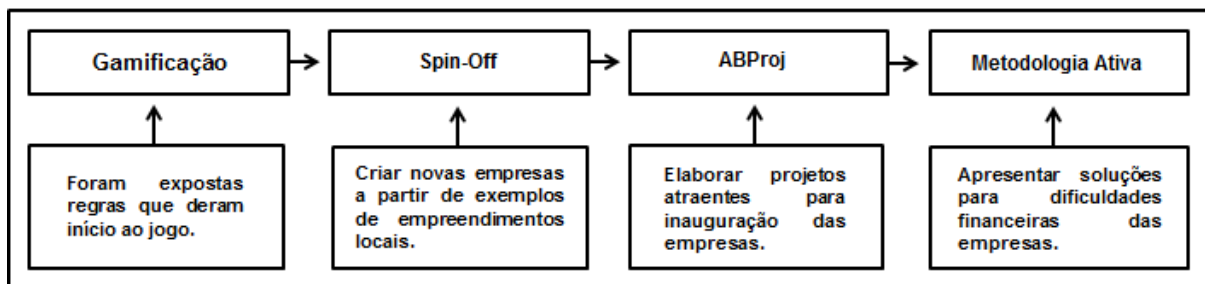 Gamificação
Spin-Off
ABProj
Metodologia Ativa
Foram expostas
regras que deram
início ao jogo.
Criar novas empresas
a partir de exemplos
de empreendimentos
locais.
Elaborar projetos
atraentes para
inauguração das
empresas.
Apresentar soluções
para dificuldades
financeiras das
empresas.